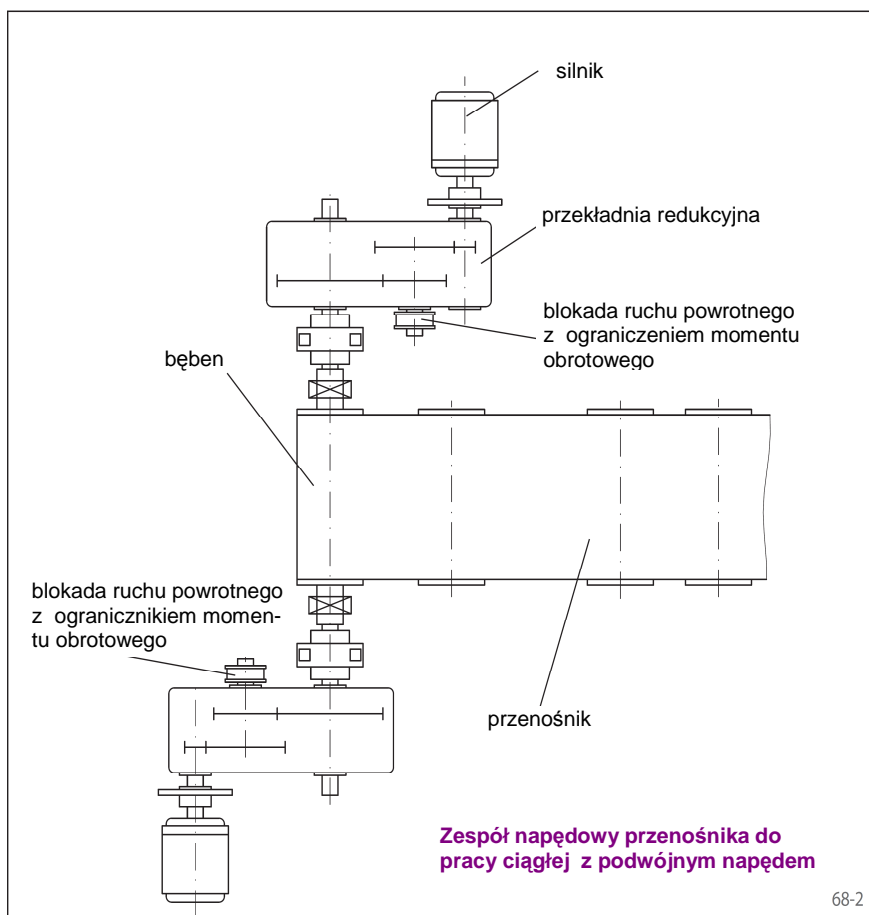 silnik
przekładnia redukcyjna
blokada ruchu powrotnego
z ograniczeniem momentu
obrotowego
bęben
blokada ruchu powrotnego
z ogranicznikiem momen-
tu obrotowego
przenośnik
Zespół napędowy przenośnika do
pracy ciągłej z podwójnym napędem
68-2